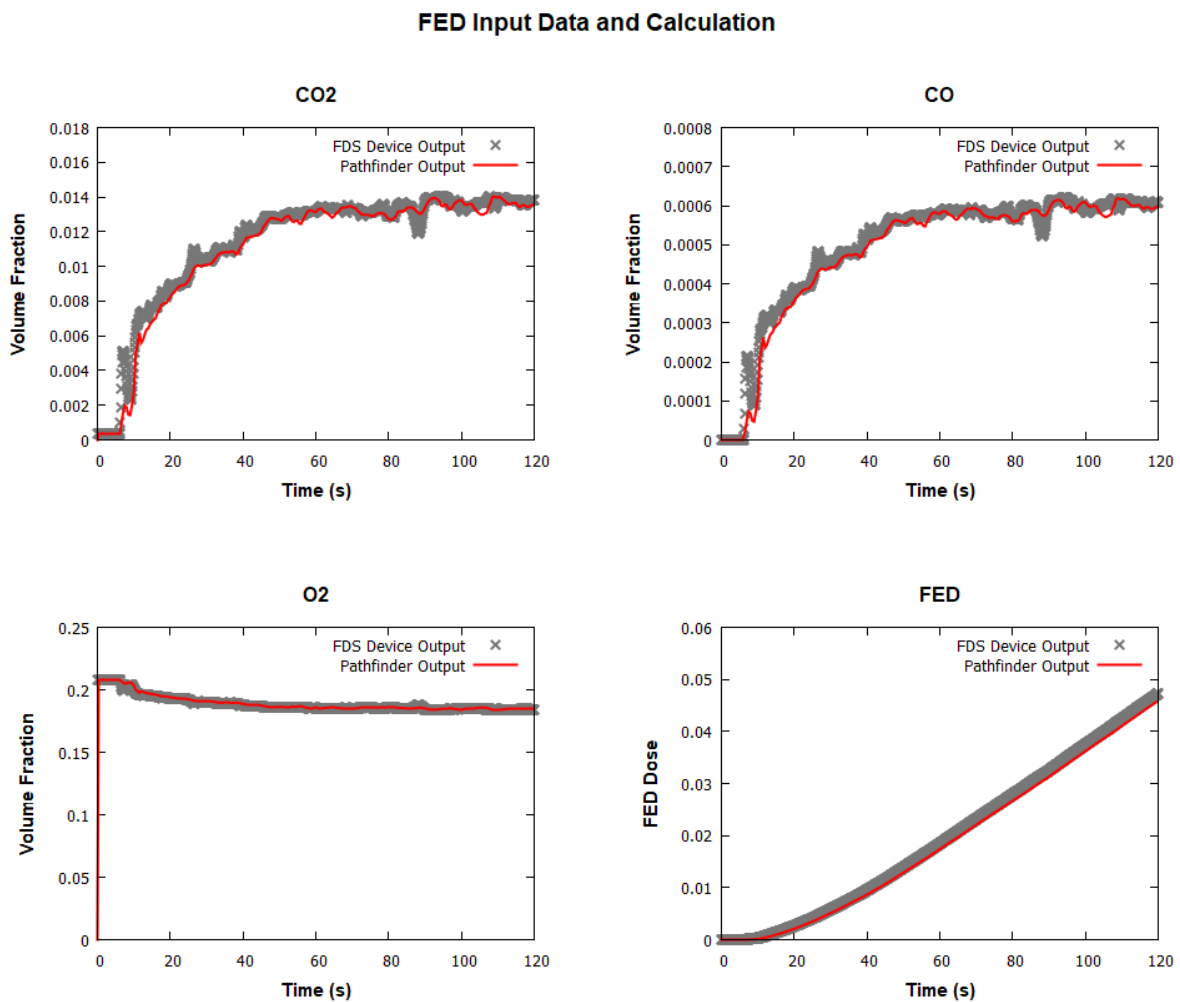 FED Input Data and Calculation
CO2
0.018
0.016
0.014
0.012
0.01
0.008
0.006
0.004
0.002
0
Volume Fraction
FDS Device Output
Pathfinder Output
0 20 40 60 80 100 120
Time (s)
CO
0.0008
0.0007
0.0006
0.0005
0.0004
0.0003
0.0002
0.0001
0
Volume Fraction
FDS Device Output
Pathfinder Output
0 20 40 60 80 100 120
Time (s)
O2
0.25
0.2
0.15
0.1
0.05
0
Volume Fraction
FDS Device Output
Pathfinder Output
0 20 40 60 80 100 120
Time (s)
FED
0.06
0.05
0.04
0.03
0.02
0.01
0
FED Dose
FDS Device Output
Pathfinder Output
0 20 40 60 80 100 120
Time (s)